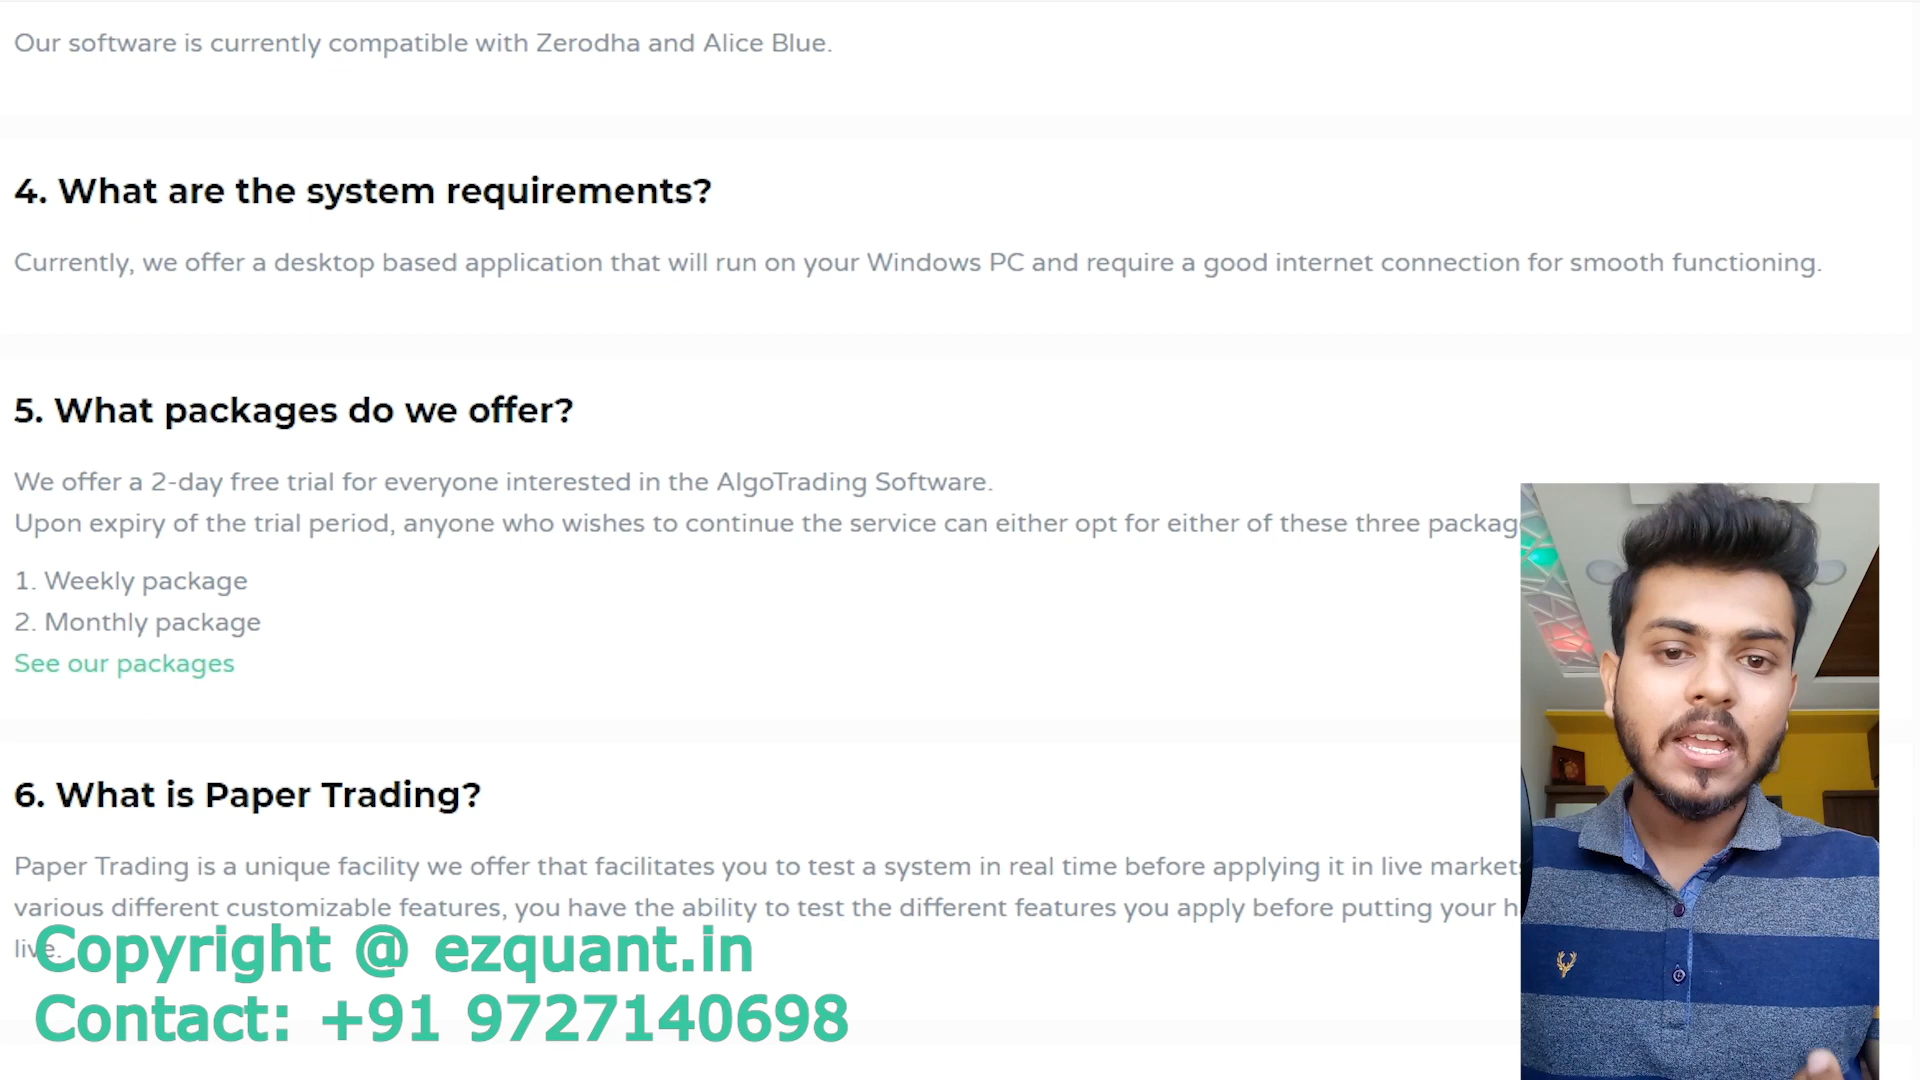 Our software is currently compatible with Zerodha and Alice Blue.
4. What are the system requirements?
Currently, we offer a desktop based application that will run on your Windows PC and require a good internet connection for smooth functioning.
5. What packages do we offer?
We offer a 2-day free trial for everyone interested in the AlgoTrading Software.
Upon expiry of the trial period, anyone who wishes to continue the service can either opt for either of these three packag
1. Weekly package
2. Monthly package
See our packages
6. What is Paper Trading?
Paper Trading is a unique facility we offer that facilitates you to test a system in real time before applying it in live markets
various different customizable features, you have the ability to test the different features you apply before putting your h
live.
Copyright @ ezquant.in
Contact: +91 9727140698